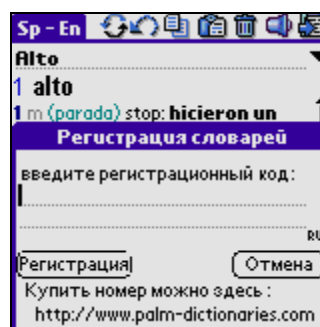 Sp - En
Alto
1 alto
1 m (parada) stop: hicieron un
Регистрация словарей
введите регистрационный код:
RU
Регистрация
Отмена
Купить номер можно здесь:
http://www.palm-dictionaries.com